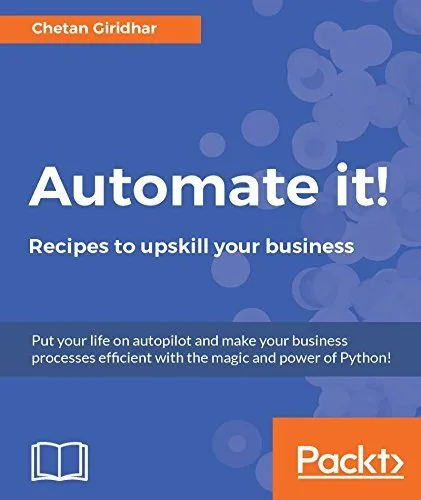 Chetan Giridhar
Automate it!
Recipes to upskill your business
Put your life on autopilot and make your business
processes efficient with the magic and power of Python!
Packt>